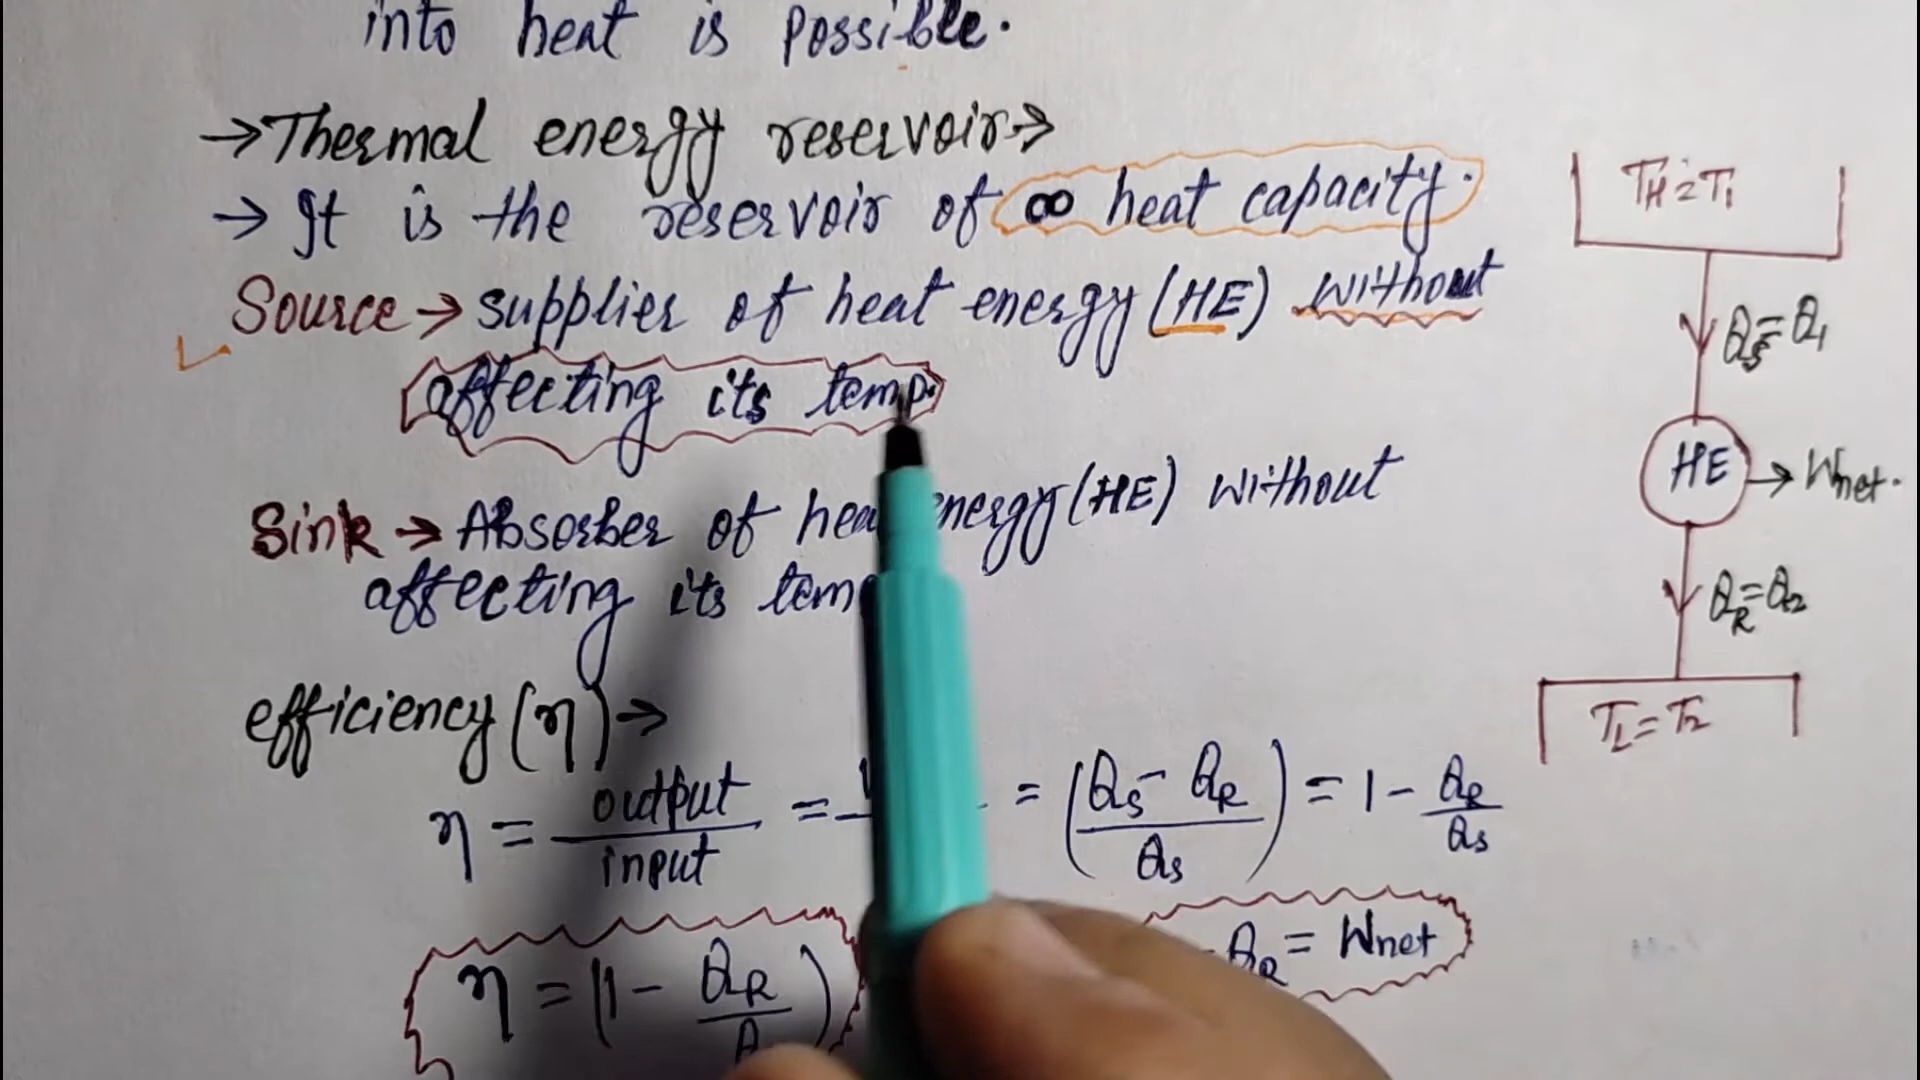 into heat is possible.
→Thermal energy reservoir→
→ It is the reservoir of ∞ heat capacity.
Source → supplier of heat energy (HE) without
affecting its temp.
Sink → Absorber of energy (HE) without
affecting its
efficiency (η) →
η = output / input = = (Qs - QR / Qs) = 1 - QR / Qs
η = (1 - QR / )
QR = Wnet
TH = T1
Qs = Q1
HE → Wnet.
QR = Q2
TL = T2